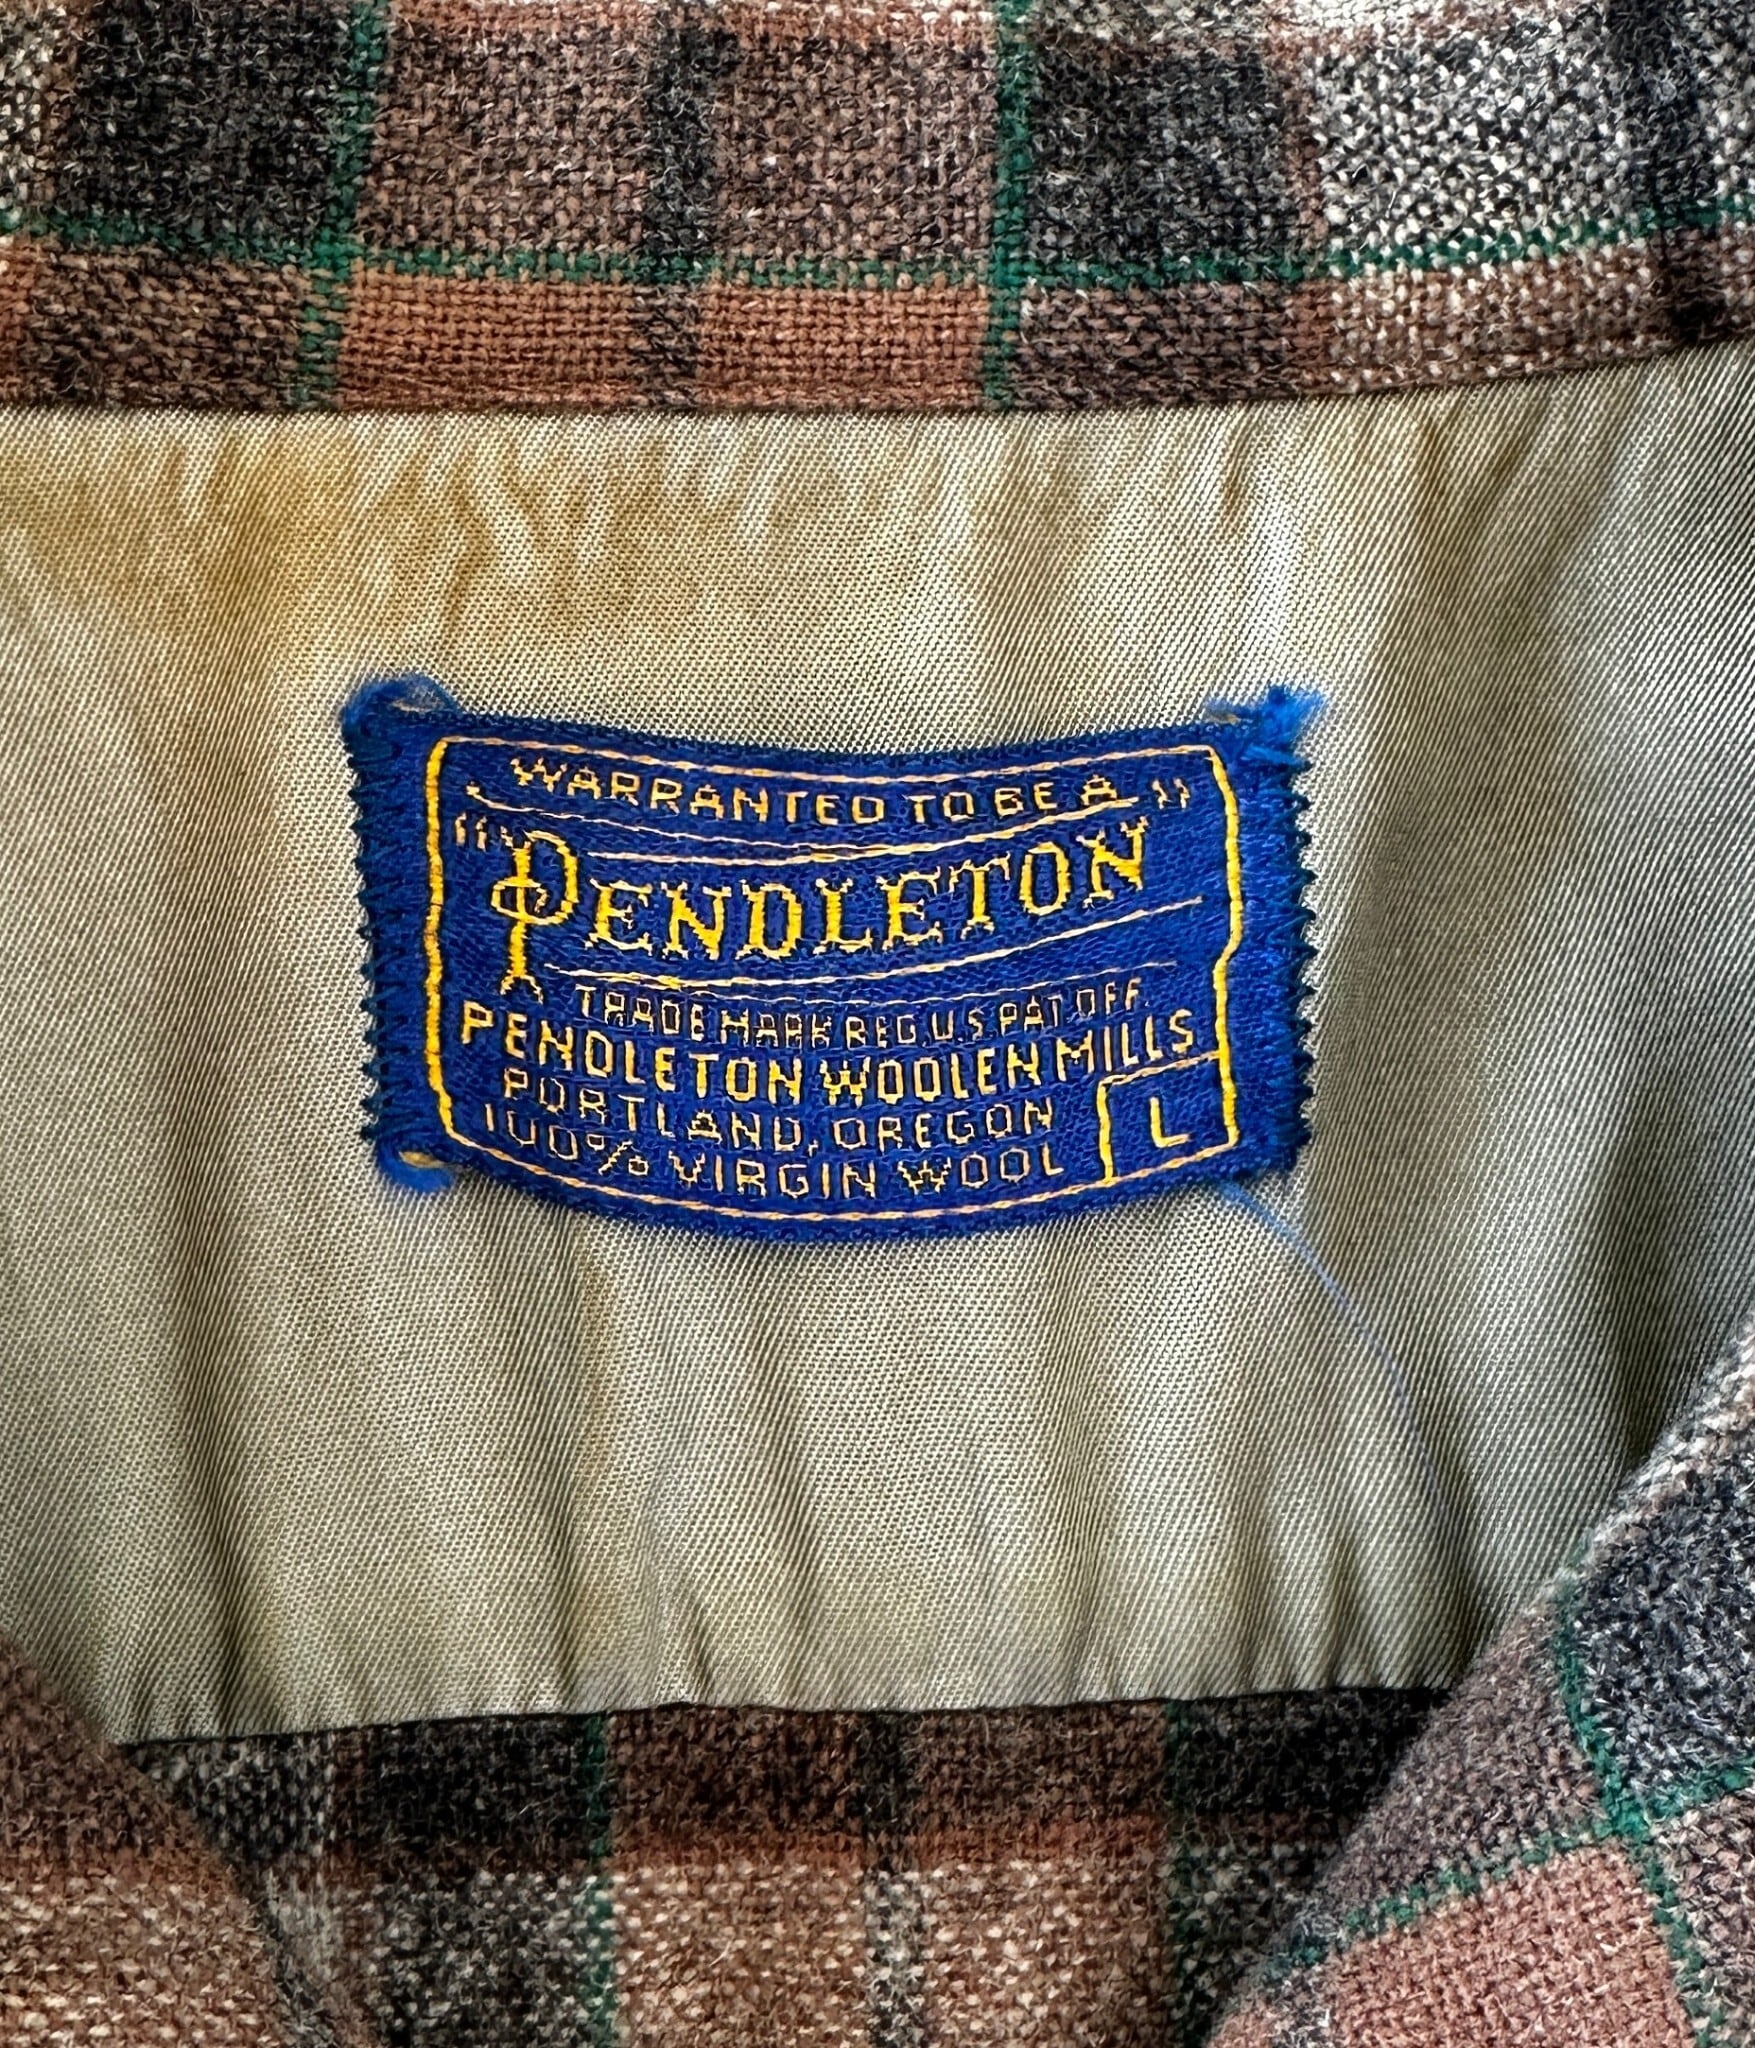 WARRANTED TO BE A
"PENDLETON"
TRADE MARK REG. U.S. PAT. OFF.
PENDLETON WOOLEN MILLS
PORTLAND, OREGON
100% VIRGIN WOOL
L